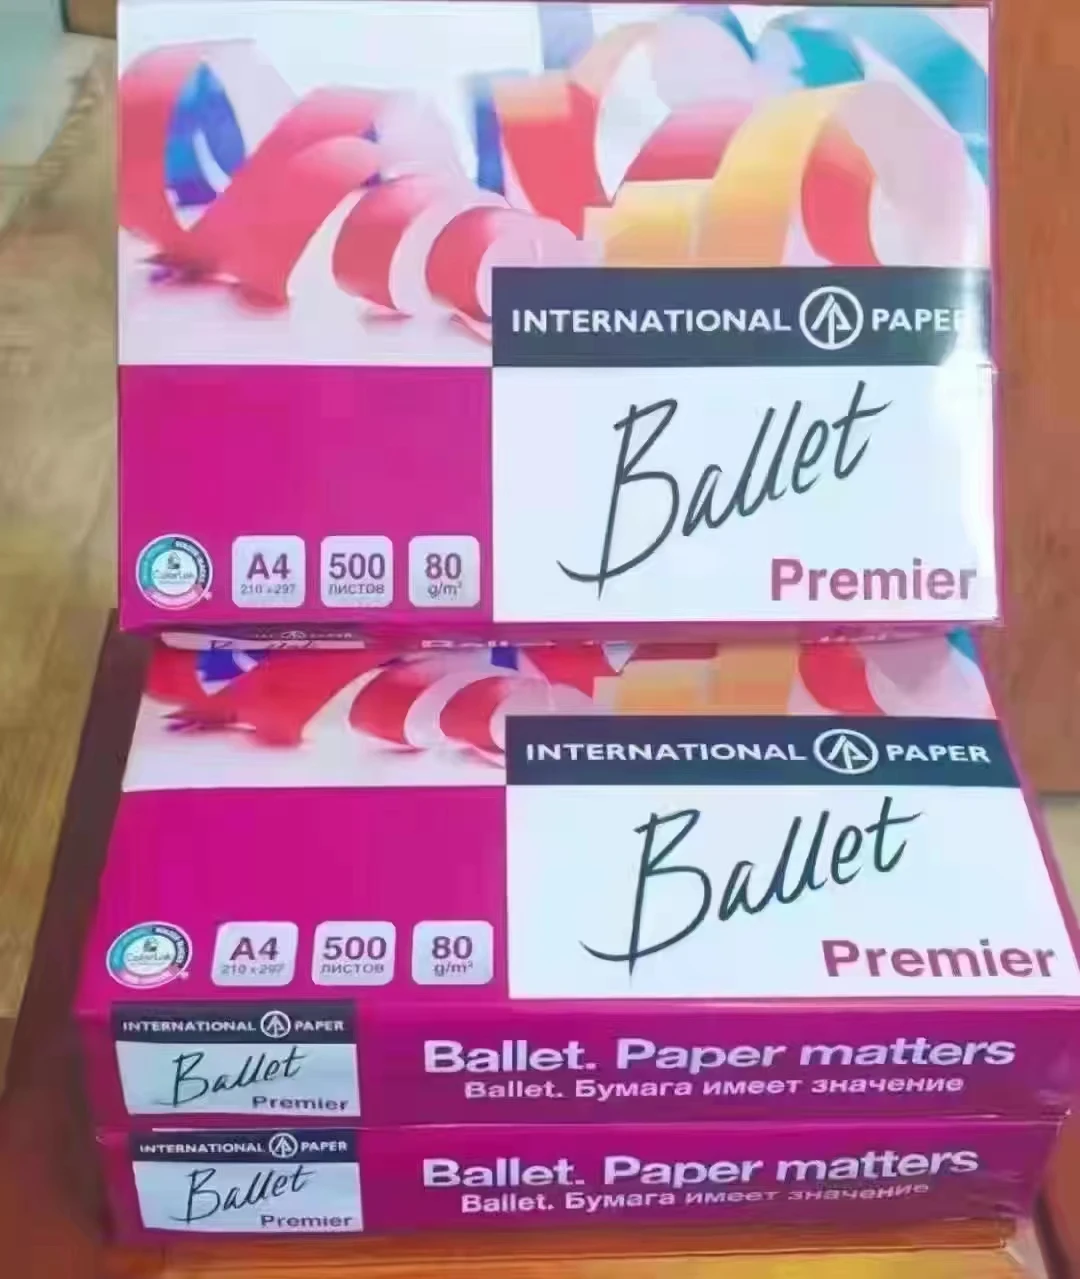 INTERNATIONAL PAPER
Ballet
Premier
ColorLok
A4
210 x 297
500
ЛИСТОВ
80
g/m²
INTERNATIONAL PAPER
Ballet
Premier
ColorLok
A4
210 x 297
500
ЛИСТОВ
80
g/m²
INTERNATIONAL PAPER
Ballet
Premier
Ballet. Paper matters
Ballet. Бумага имеет значение
INTERNATIONAL PAPER
Ballet
Premier
Ballet. Paper matters
Ballet. Бумага имеет значение